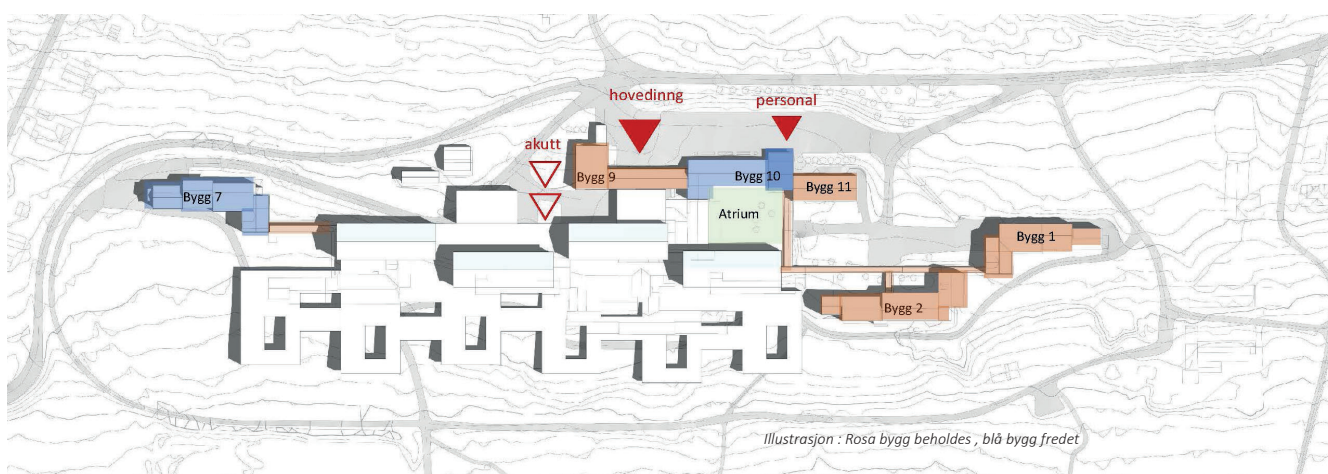 hovedinng
personal
akutt
Bygg 9
Bygg 10
Bygg 11
Bygg 7
Atrium
Bygg 1
Bygg 2
Illustrasjon : Rosa bygg beholdes , blå bygg fredet